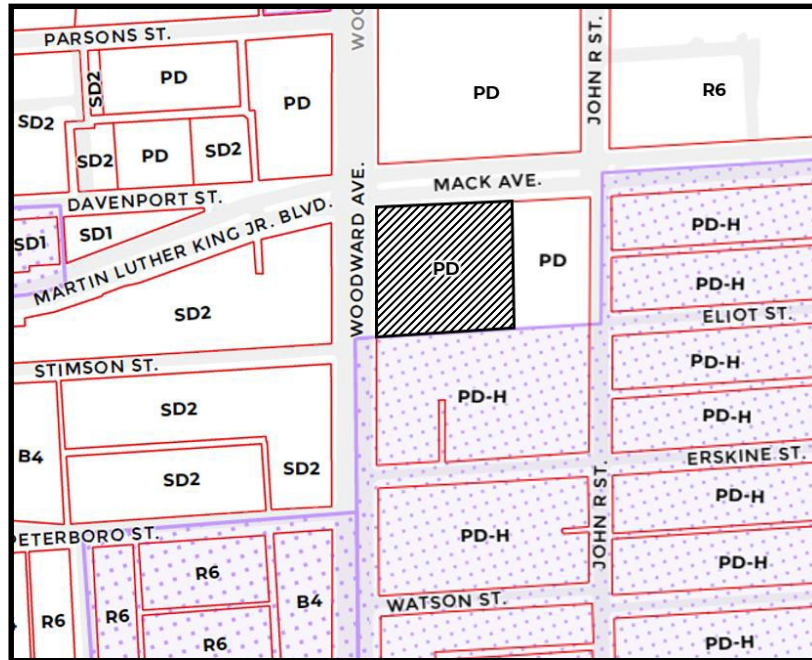 PARSONS ST.
WOO
JOHN R ST.
SD2
PD
PD
PD
R6
SD2
SD2
PD
SD2
MACK AVE.
DAVENPORT ST.
SD1
SD1
MARTIN LUTHER KING JR. BLVD.
WOODWARD AVE.
PD
PD
PD-H
PD-H
SD2
ELIOT ST.
STIMSON ST.
PD-H
SD2
PD-H
PD-H
B4
SD2
SD2
ERSKINE ST.
JOHN R ST.
PD-H
PETERBORO ST.
PD-H
PD-H
R6
R6
R6
B4
WATSON ST.
R6
PD-H